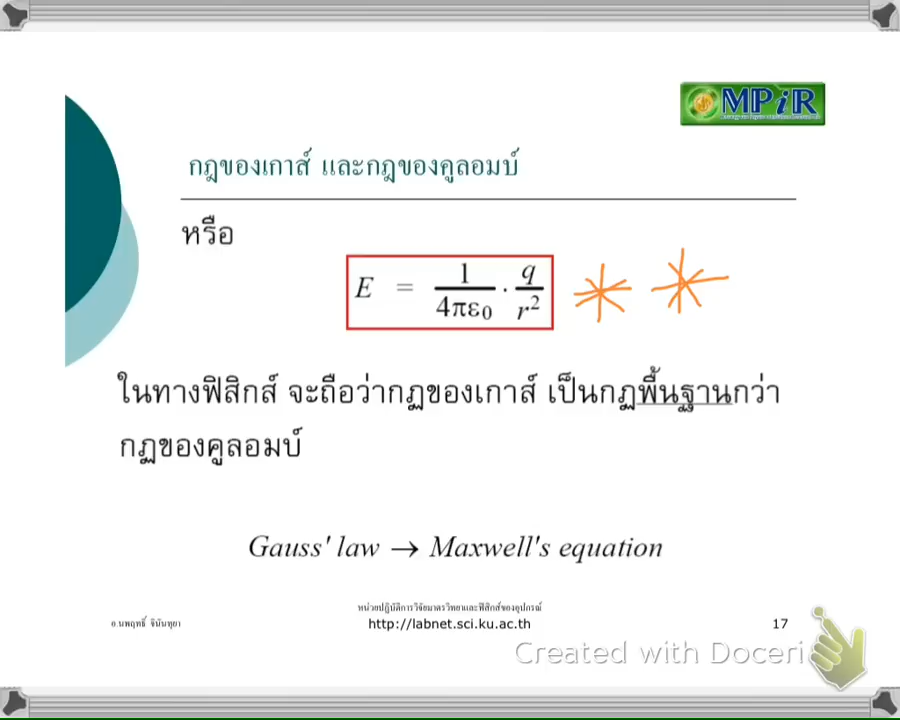 MPiR
กฎของเกาส์ และกฎของคูลอมบ์
หรือ
E = 1/4πε₀ · q/r²
ในทางฟิสิกส์ จะถือว่ากฏของเกาส์ เป็นกฏพื้นฐานกว่า
กฏของคูลอมบ์
Gauss' law → Maxwell's equation
หน่วยปฏิบัติการวิจัยมาตรวิทยาและฟิสิกส์ของอุปกรณ์
อ.นพฤทธิ์ จินันทุยา
http://labnet.sci.ku.ac.th
17
Created with Doceri